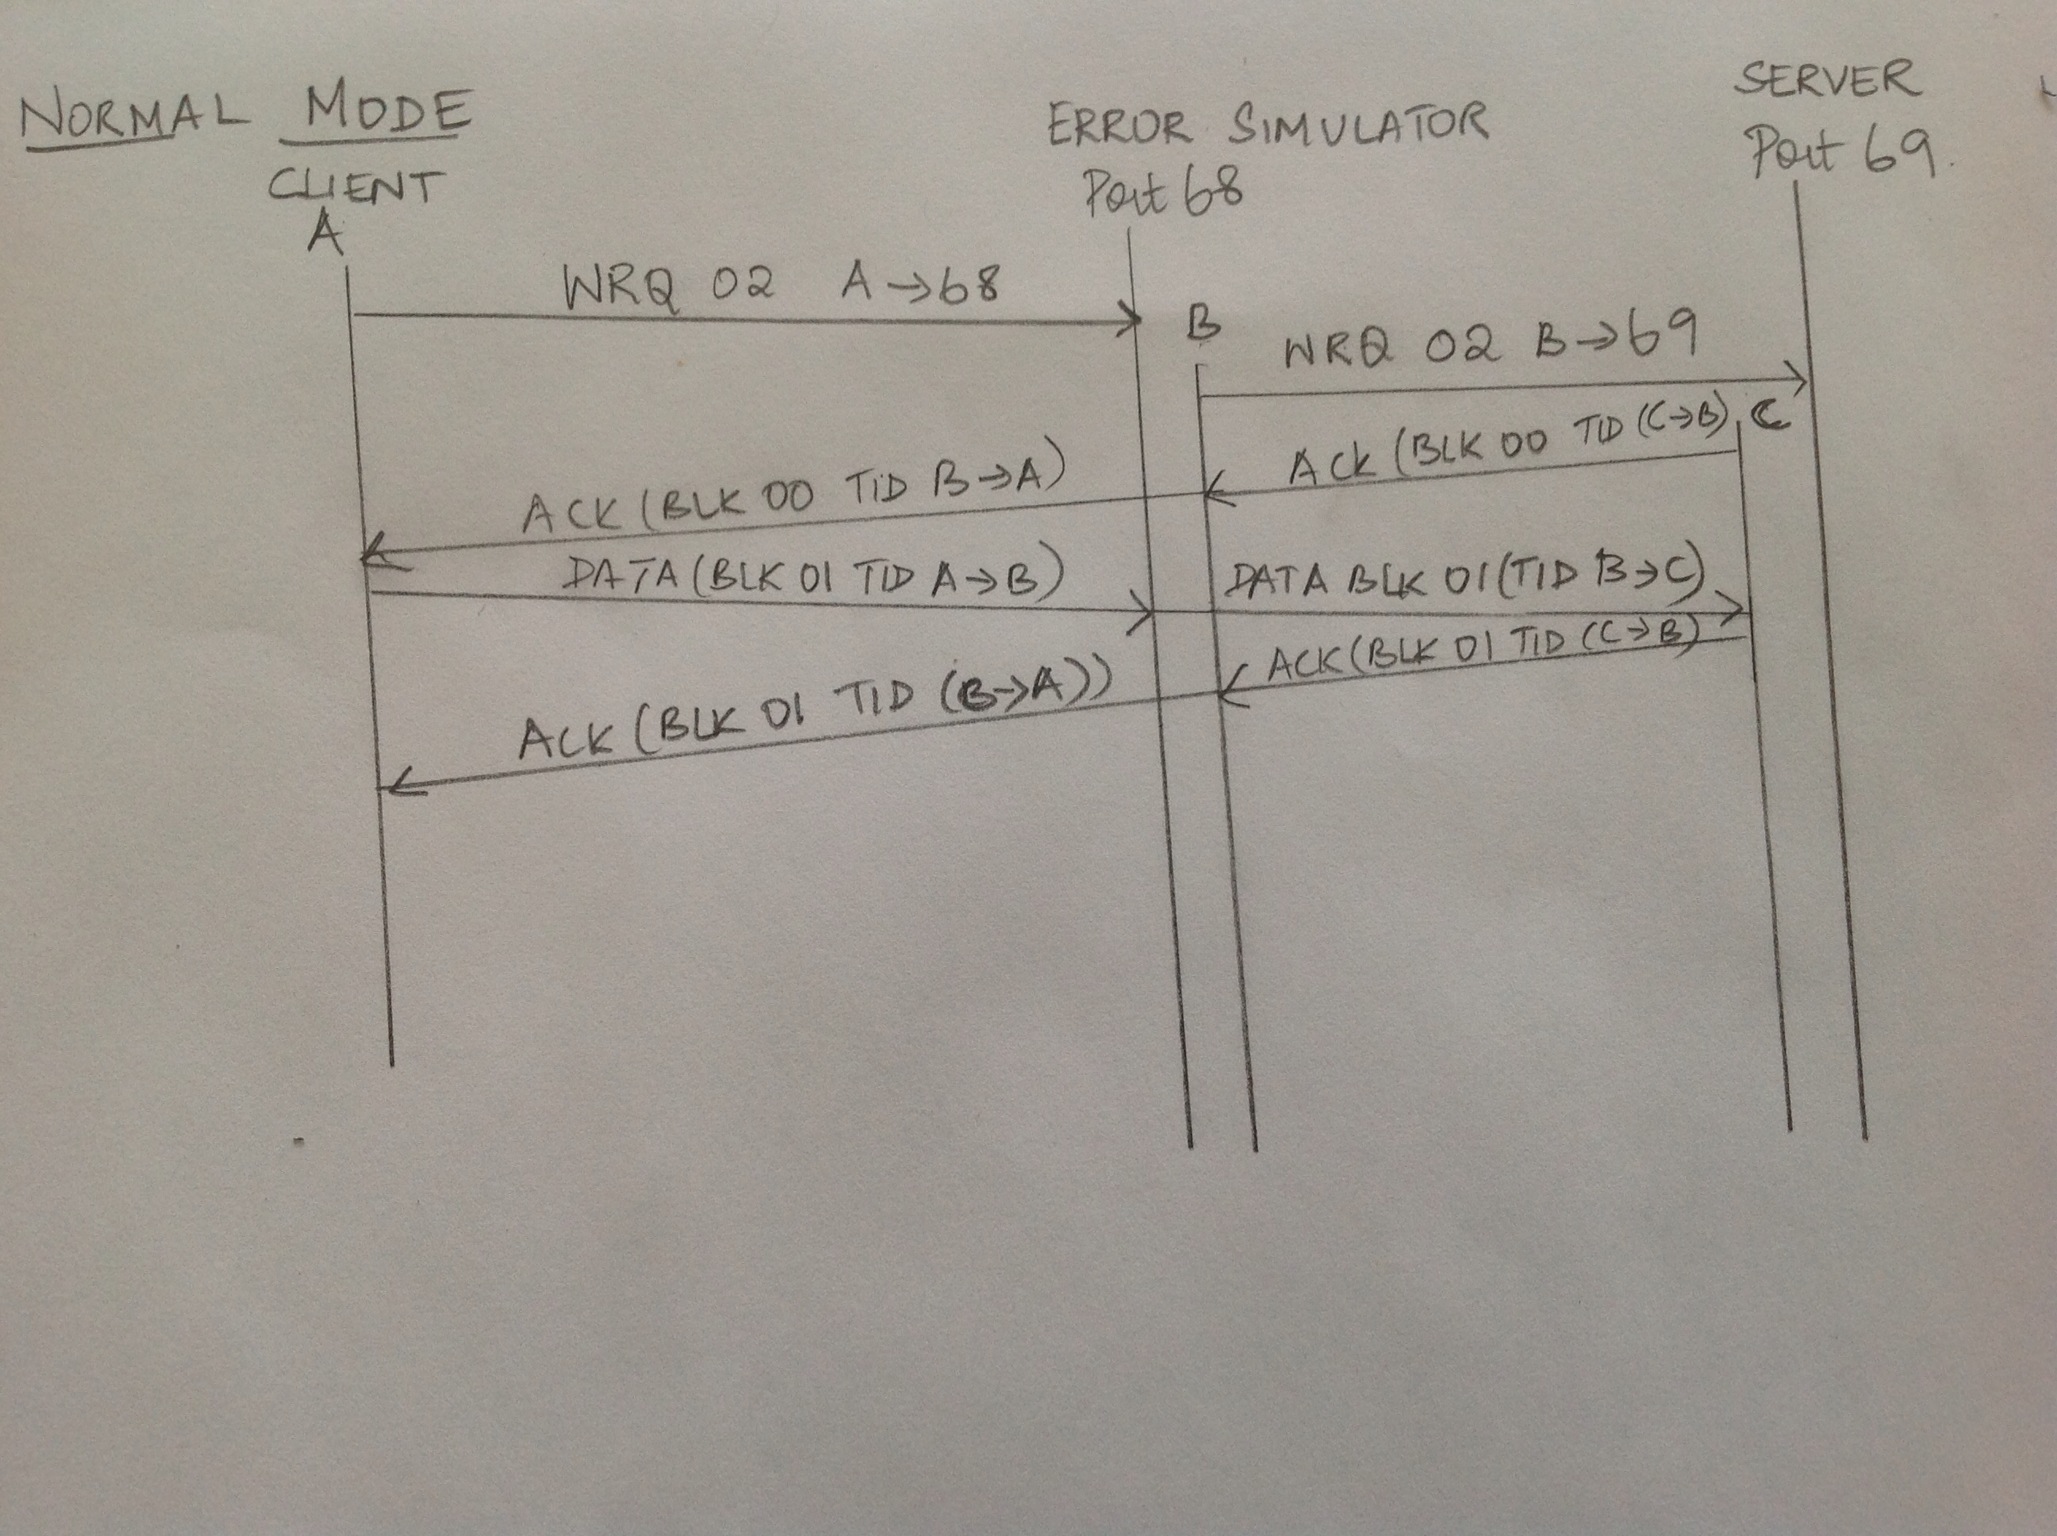 NORMAL MODE
CLIENT
A
ERROR SIMULATOR
Port 68
SERVER
Port 69.
WRQ 02 A→68
B
WRQ 02 B→69
ACK (BLK 00 TID (C→B)
C
ACK (BLK 00 TID B→A)
DATA (BLK 01 TID A→B)
DATA BLK 01 (TID B→C)
ACK (BLK 01 TID (C→B)
ACK (BLK 01 TID (B→A))